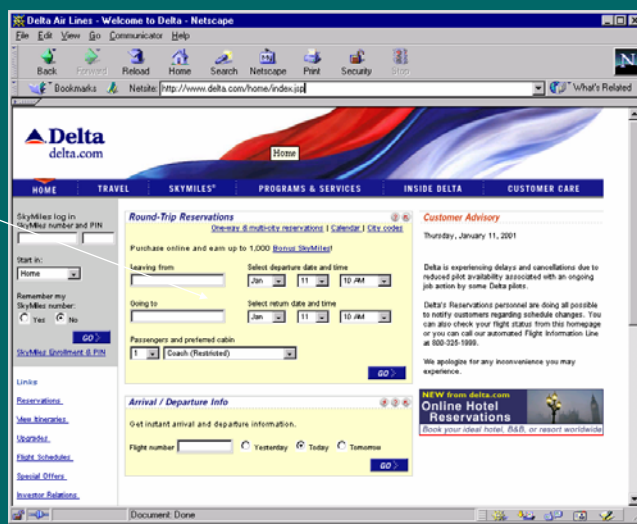 Delta Air Lines - Welcome to Delta - Netscape
File Edit View Go Communicator Help
Back Forward Reload Home Search Netscape Print Security Stop
N
Bookmarks Netsite: http://www.delta.com/home/index.jsp What's Related
Delta
delta.com
Home
HOME TRAVEL SKYMILES® PROGRAMS & SERVICES INSIDE DELTA CUSTOMER CARE
SkyMiles log in
SkyMiles number and PIN
Start in:
Home
Remember my
SkyMiles number:
Yes No
GO
SkyMiles Enrollment & PIN
Links
Reservations
View Itineraries
Upgrades
Flight Schedules
Special Offers
Investor Relations
Round-Trip Reservations
One-way & multi-city reservations | Calendar | City codes
Purchase online and earn up to 1,000 Bonus SkyMiles!
Leaving from Select departure date and time
Jan 11 10 AM
Going to Select return date and time
Jan 11 10 AM
Passengers and preferred cabin
1 Coach (Restricted)
GO
Arrival / Departure Info
Get instant arrival and departure information.
Flight number Yesterday Today Tomorrow
GO
Customer Advisory
Thursday, January 11, 2001
Delta is experiencing delays and cancellations due to
reduced pilot availability associated with an ongoing
job action by some Delta pilots.
Delta's Reservations personnel are doing all possible
to notify customers regarding schedule changes. You
can also check your flight status from this homepage
or you can call our automated Flight Information Line
at 800-325-1999.
We apologize for any inconvenience you may
experience.
NEW from delta.com
Online Hotel
Reservations
Book your ideal hotel, B&B, or resort worldwide
Document: Done